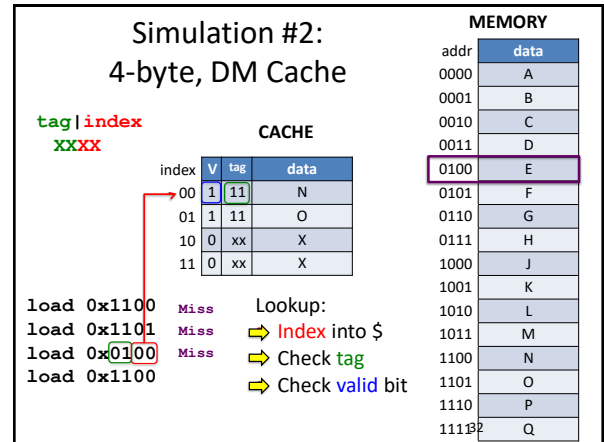 Simulation #2:
4-byte, DM Cache
tag|index
XXXX
CACHE
index V tag data
00 1 11 N
01 1 11 O
10 0 xx X
11 0 xx X
load 0x1100 Miss
load 0x1101 Miss
load 0x0100 Miss
load 0x1100
Lookup:
Index into $
Check tag
Check valid bit
MEMORY
addr data
0000 A
0001 B
0010 C
0011 D
0100 E
0101 F
0110 G
0111 H
1000 J
1001 K
1010 L
1011 M
1100 N
1101 O
1110 P
1111 Q
32